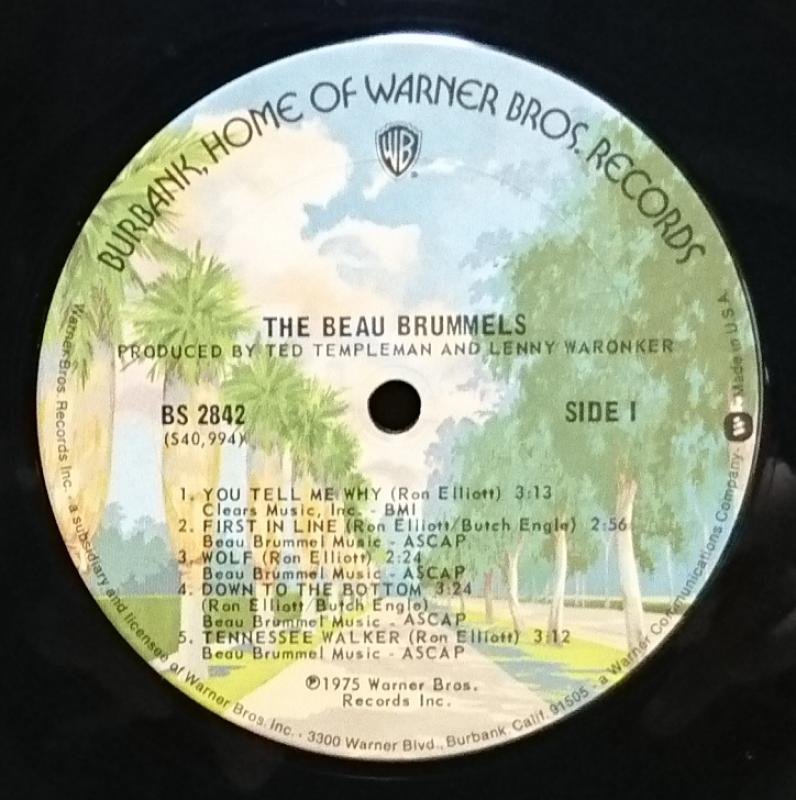 BURBANK, HOME OF WARNER BROS. RECORDS
WB
THE BEAU BRUMMELS
PRODUCED BY TED TEMPLEMAN AND LENNY WARONKER
BS 2842
(S40,994)
SIDE 1
1. YOU TELL ME WHY (Ron Elliott) 3:13
Clears Music, Inc. - BMI
2. FIRST IN LINE (Ron Elliott/Butch Engle) 2:56
Beau Brummel Music - ASCAP
3. WOLF (Ron Elliott) 2:24
Beau Brummel Music - ASCAP
4. DOWN TO THE BOTTOM 3:24
(Ron Elliott/Butch Engle)
Beau Brummel Music - ASCAP
5. TENNESSEE WALKER (Ron Elliott) 3:12
Beau Brummel Music - ASCAP
℗1975 Warner Bros.
Records Inc.
Warner Bros. Records Inc. - a subsidiary and licensee of Warner Bros. Inc. - 3300 Warner Blvd., Burbank, Calif. 91505 - a Warner Communications Company - Made in U.S.A.